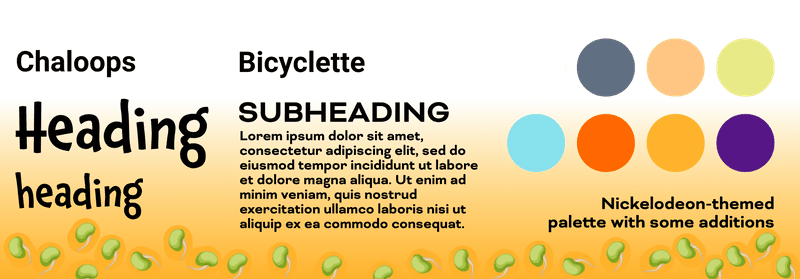 Chaloops
Heading
heading
Bicyclette
SUBHEADING
Lorem ipsum dolor sit amet,
consectetur adipiscing elit, sed do
eiusmod tempor incididunt ut labore
et dolore magna aliqua. Ut enim ad
minim veniam, quis nostrud
exercitation ullamco laboris nisi ut
aliquip ex ea commodo consequat.
Nickelodeon-themed
palette with some additions